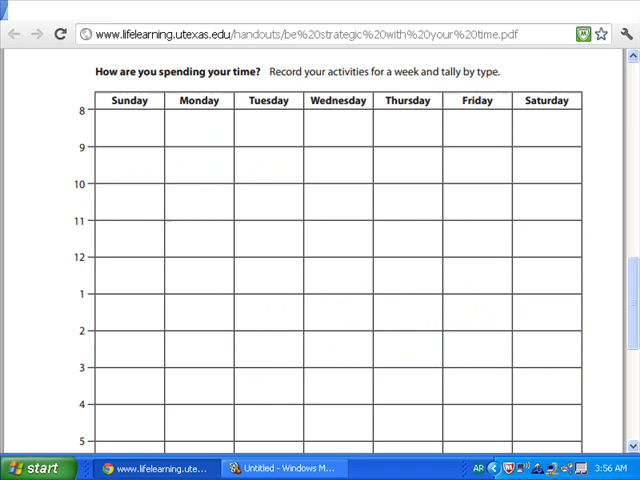 www.lifelearning.utexas.edu/handouts/be%20strategic%20with%20your%20time.pdf
How are you spending your time? Record your activities for a week and tally by type.
Sunday Monday Tuesday Wednesday Thursday Friday Saturday
8
9
10
11
12
1
2
3
4
5
start www.lifelearning.ute... Untitled - Windows M... AR 3:56 AM